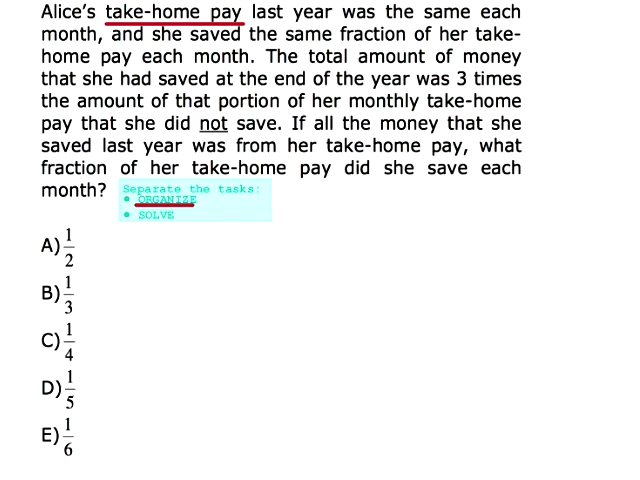 Alice's take-home pay last year was the same each
month, and she saved the same fraction of her take-
home pay each month. The total amount of money
that she had saved at the end of the year was 3 times
the amount of that portion of her monthly take-home
pay that she did not save. If all the money that she
saved last year was from her take-home pay, what
fraction of her take-home pay did she save each
month?
Separate the tasks:
• ORGANIZE
• SOLVE
A) 1/2
B) 1/3
C) 1/4
D) 1/5
E) 1/6